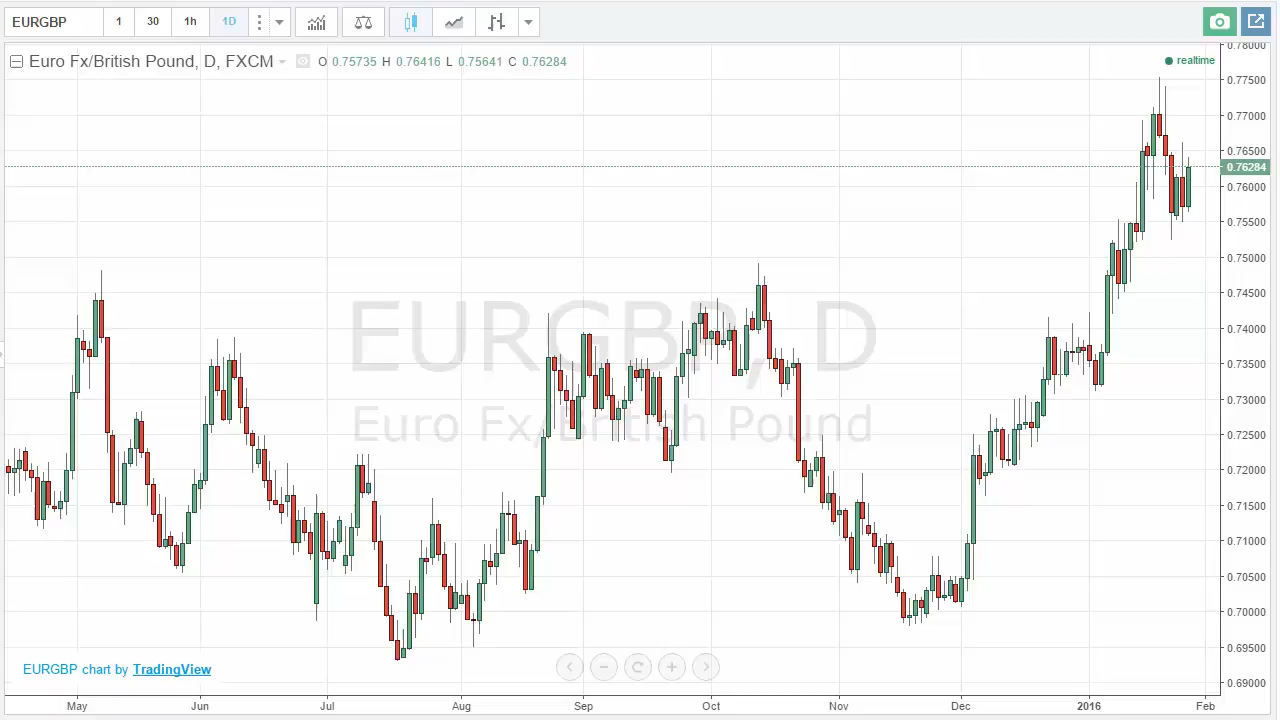 EURGBP 1 30 1h 1D
Euro Fx/British Pound, D, FXCM O 0.75735 H 0.76416 L 0.75641 C 0.76284
realtime
0.78000
0.77500
0.77000
0.76500
0.76284
0.76000
0.75500
0.75000
0.74500
0.74000
0.73500
0.73000
0.72500
0.72000
0.71500
0.71000
0.70500
0.70000
0.69500
0.69000
EURGBP, D
Euro Fx/British Pound
EURGBP chart by TradingView
May Jun Jul Aug Sep Oct Nov Dec 2016 Feb